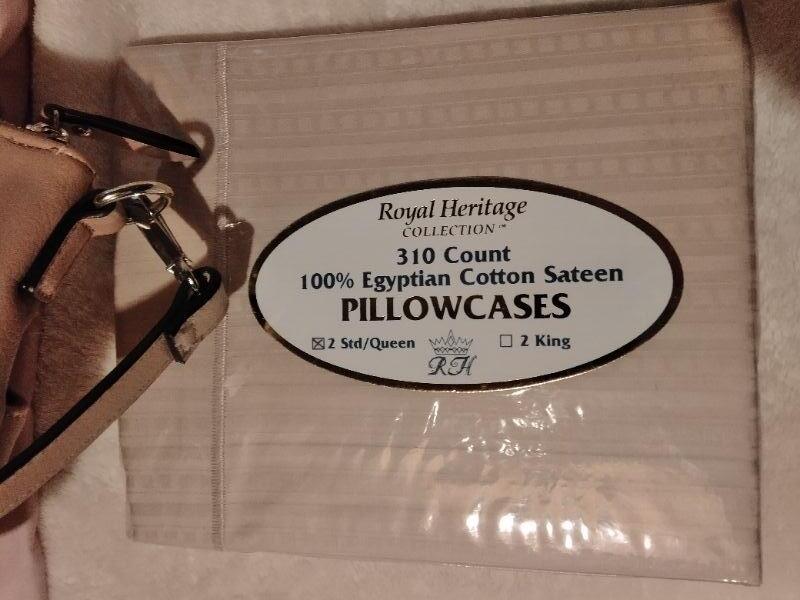 Royal Heritage
COLLECTION™
310 Count
100% Egyptian Cotton Sateen
PILLOWCASES
☒ 2 Std/Queen ☐ 2 King
RH